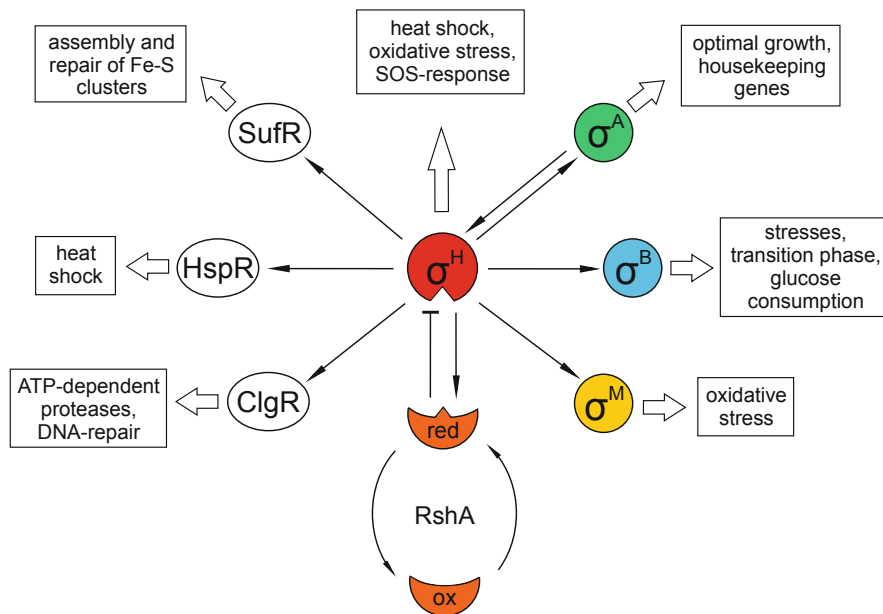 assembly and
repair of Fe-S
clusters
heat shock,
oxidative stress,
SOS-response
optimal growth,
housekeeping
genes
SufR
σA
heat
shock
HspR
σH
σB
stresses,
transition phase,
glucose
consumption
ATP-dependent
proteases,
DNA-repair
ClgR
red
σM
oxidative
stress
RshA
ox